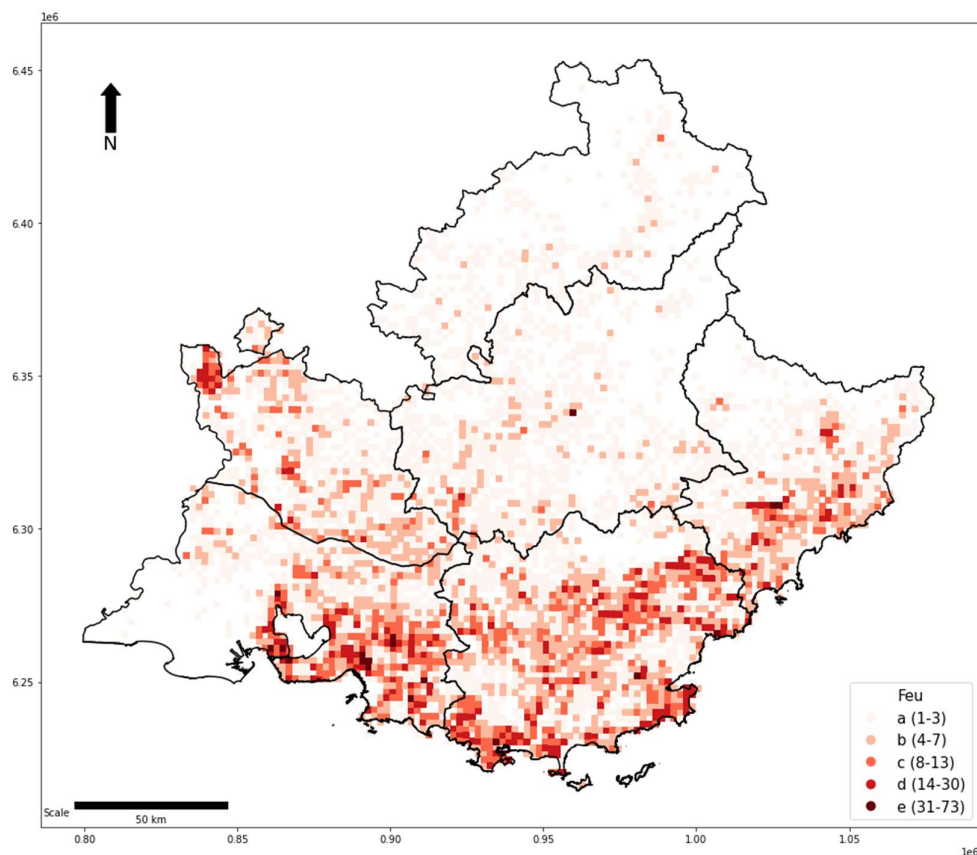 1e6
6.45
N
6.40
6.35
6.30
6.25
Feu
a (1-3)
b (4-7)
c (8-13)
d (14-30)
e (31-73)
Scale
50 km
0.80 0.85 0.90 0.95 1.00 1.05
1e6